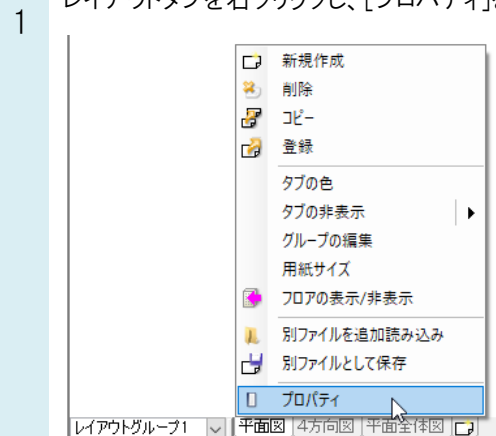 レイアウトタブを右クリックし、[プロパティ]
1
新規作成
削除
コピー
登録
タブの色
タブの非表示
グループの編集
用紙サイズ
フロアの表示/非表示
別ファイルを追加読み込み
別ファイルとして保存
プロパティ
レイアウトグループ1 平面図 4方向図 平面全体図